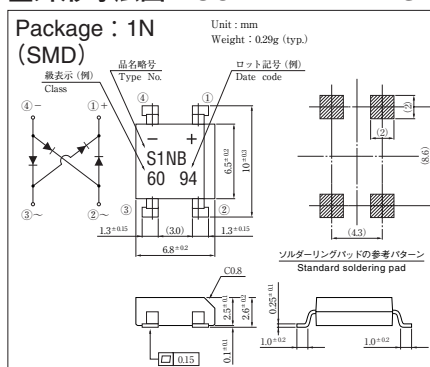 Package：1N
(SMD)
Unit : mm
Weight : 0.29g (typ.)
品名略号
Type No.
ロット記号 (例)
Date code
級表示 (例)
Class
④−
①+
③~
②~
④
①
− +
S1NB
60 94
③
②
6.5±0.2
10±0.3
1.3±0.15
(3.0)
1.3±0.15
6.8±0.2
(2)
(2)
(8.6)
(4.3)
ソルダーリングパッドの参考パターン
Standard soldering pad
C0.8
2.5±0.1
2.6±0.2
0.1±0.1
0.15
0.25±0.1
1.0±0.2
1.0±0.2